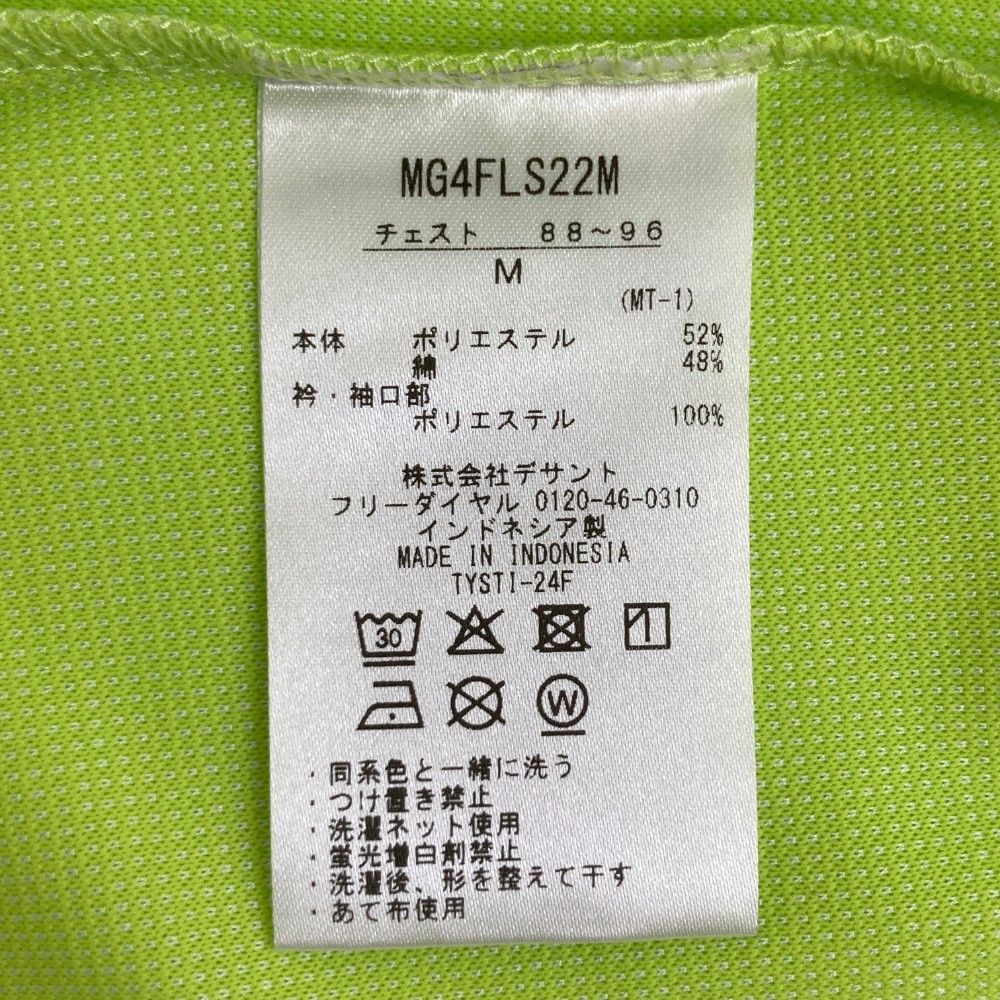 MG4FLS22M
チェスト 88～96
M
(MT-1)
本体 ポリエステル 52%
綿 48%
衿・袖口部
ポリエステル 100%
株式会社デサント
フリーダイヤル 0120-46-0310
インドネシア製
MADE IN INDONESIA
TYSTI-24F
30
W
・同系色と一緒に洗う
・つけ置き禁止
・洗濯ネット使用
・蛍光増白剤禁止
・洗濯後、形を整えて干す
・あて布使用